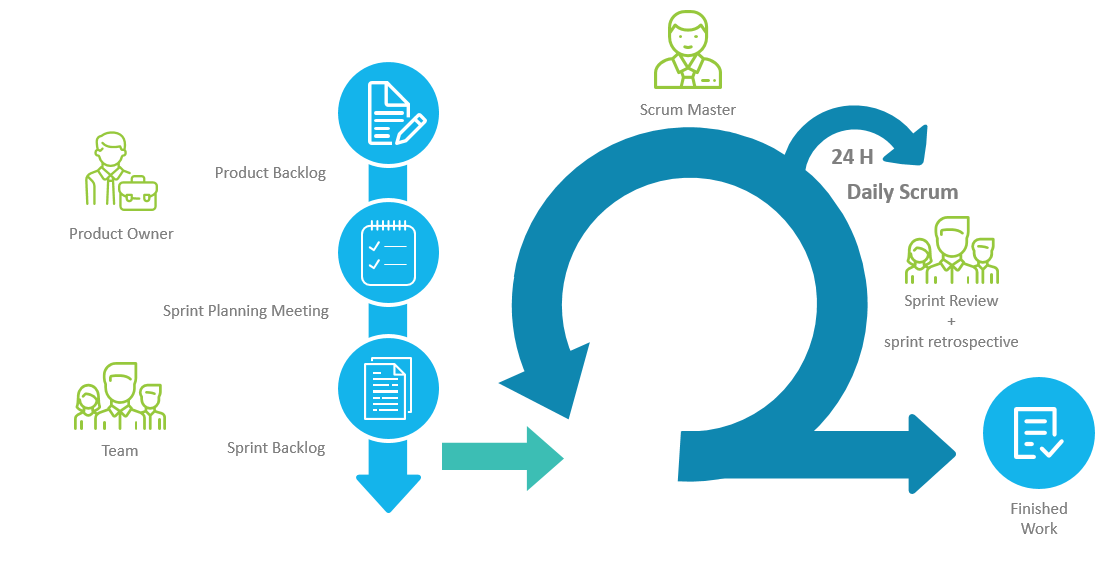 Scrum Master
24 H
Daily Scrum
Product Backlog
Product Owner
Sprint Planning Meeting
Sprint Review
+
sprint retrospective
Team
Sprint Backlog
Finished
Work